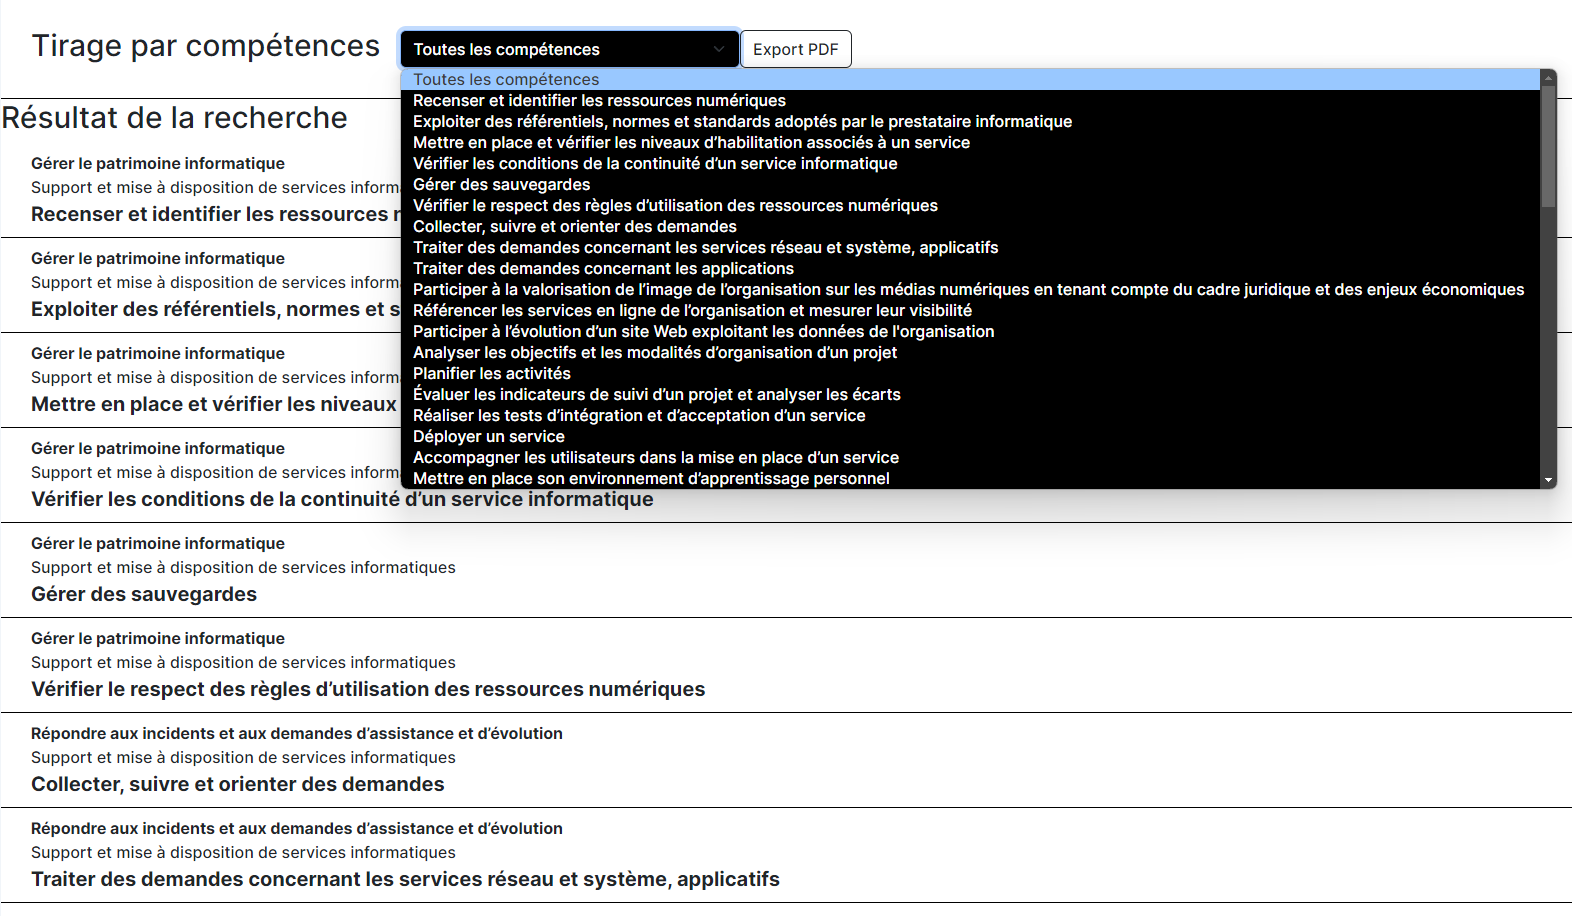 Tirage par compétences
Toutes les compétences
Export PDF
Toutes les compétences
Recenser et identifier les ressources numériques
Exploiter des référentiels, normes et standards adoptés par le prestataire informatique
Mettre en place et vérifier les niveaux d’habilitation associés à un service
Vérifier les conditions de la continuité d’un service informatique
Gérer des sauvegardes
Vérifier le respect des règles d’utilisation des ressources numériques
Collecter, suivre et orienter des demandes
Traiter des demandes concernant les services réseau et système, applicatifs
Traiter des demandes concernant les applications
Participer à la valorisation de l’image de l’organisation sur les médias numériques en tenant compte du cadre juridique et des enjeux économiques
Référencer les services en ligne de l’organisation et mesurer leur visibilité
Participer à l’évolution d’un site Web exploitant les données de l'organisation
Analyser les objectifs et les modalités d’organisation d’un projet
Planifier les activités
Évaluer les indicateurs de suivi d’un projet et analyser les écarts
Réaliser les tests d’intégration et d’acceptation d’un service
Déployer un service
Accompagner les utilisateurs dans la mise en place d’un service
Mettre en place son environnement d’apprentissage personnel
Résultat de la recherche
Gérer le patrimoine informatique
Support et mise à disposition de services inform
Recenser et identifier les ressources
Gérer le patrimoine informatique
Support et mise à disposition de services inform
Exploiter des référentiels, normes et s
Gérer le patrimoine informatique
Support et mise à disposition de services inform
Mettre en place et vérifier les niveaux
Gérer le patrimoine informatique
Support et mise à disposition de services inform
Vérifier les conditions de la continuité d’un service informatique
Gérer le patrimoine informatique
Support et mise à disposition de services informatiques
Gérer des sauvegardes
Gérer le patrimoine informatique
Support et mise à disposition de services informatiques
Vérifier le respect des règles d’utilisation des ressources numériques
Répondre aux incidents et aux demandes d’assistance et d’évolution
Support et mise à disposition de services informatiques
Collecter, suivre et orienter des demandes
Répondre aux incidents et aux demandes d’assistance et d’évolution
Support et mise à disposition de services informatiques
Traiter des demandes concernant les services réseau et système, applicatifs